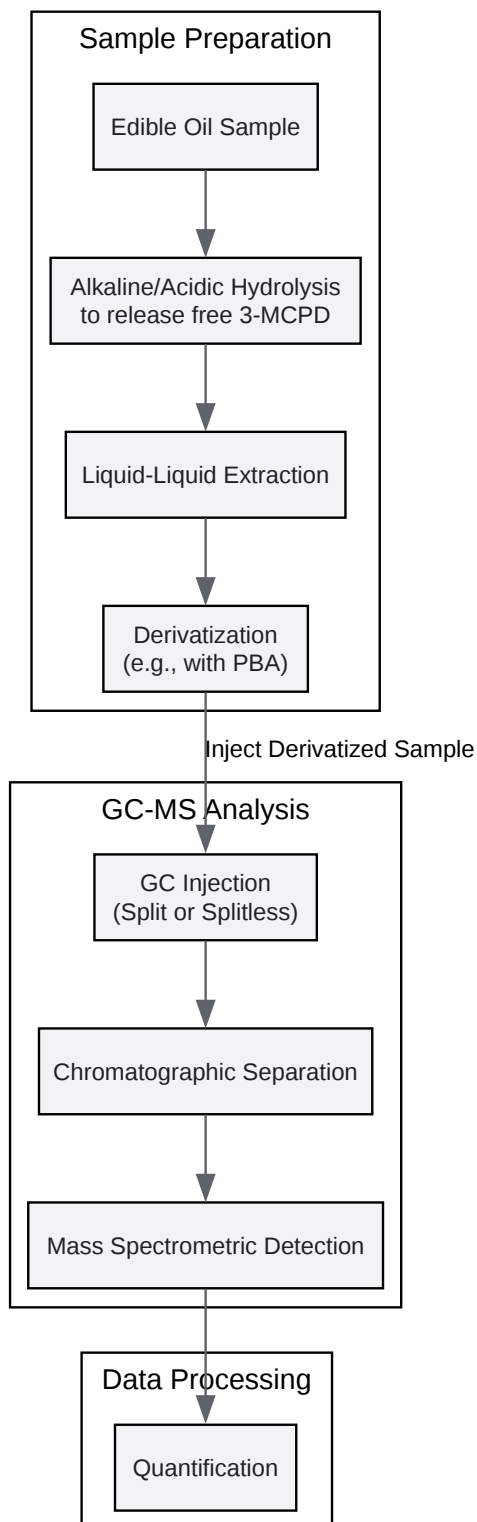 Sample Preparation
Edible Oil Sample
Alkaline/Acidic Hydrolysis
to release free 3-MCPD
Liquid-Liquid Extraction
Derivatization
(e.g., with PBA)
Inject Derivatized Sample
GC-MS Analysis
GC Injection
(Split or Splitless)
Chromatographic Separation
Mass Spectrometric Detection
Data Processing
Quantification